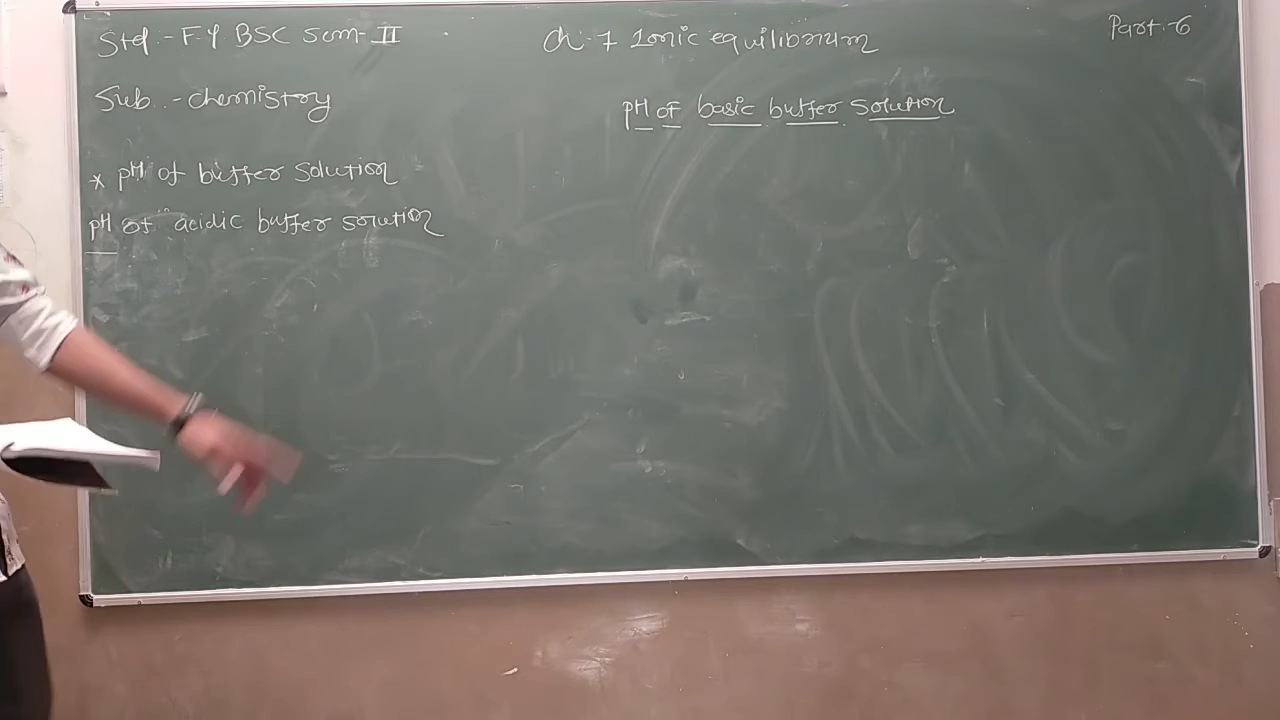 Std. - F.Y BSC Sem - II
Ch - 7 Ionic equilibrium
Part - 6
Sub. - chemistry
pH of basic buffer solution
* pH of buffer solution
pH of acidic buffer solution